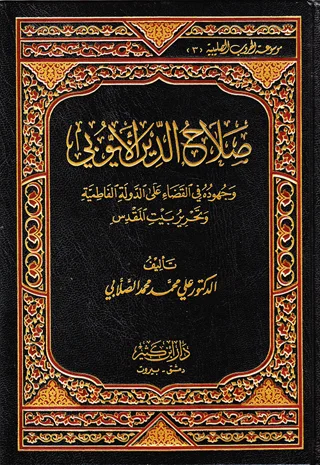 موسوعة الحروب الصليبية (٣)
صلاح الدين الأيوبي
وجهوده في القضاء على الدولة الفاطمية
وتحرير بيت المقدس
تأليف
الدكتور علي محمد محمد الصلابي
دار ابن كثير
دمشق - بيروت